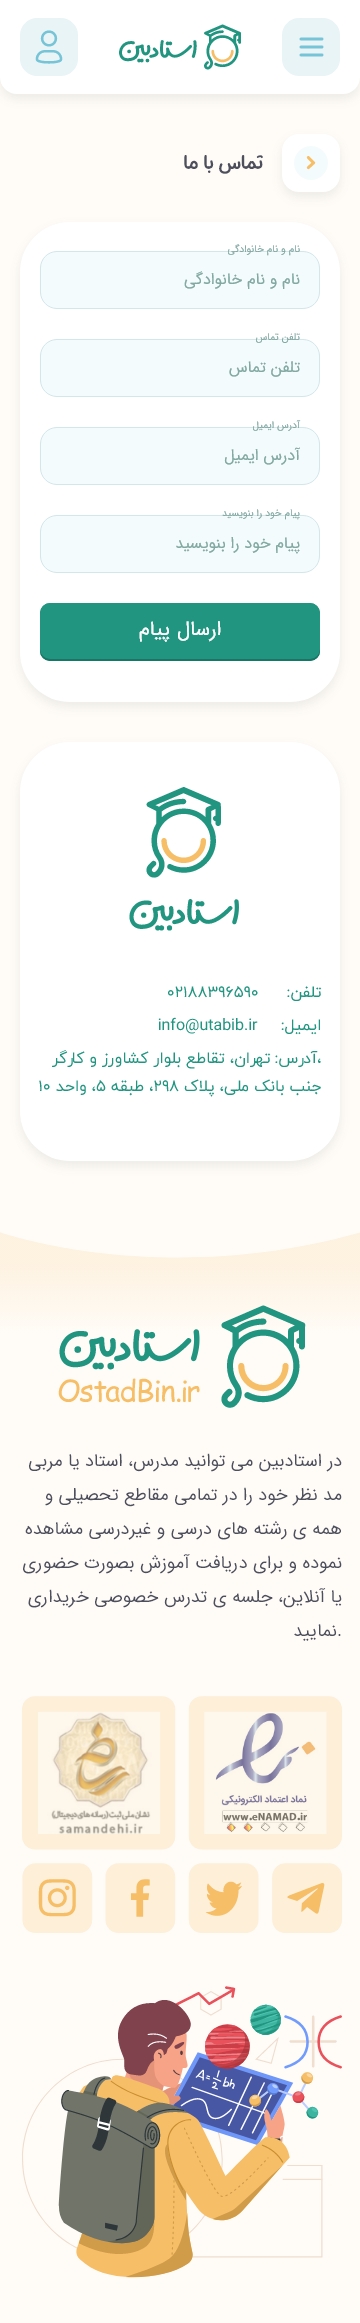 استادبین
تماس با ما
نام و نام خانوادگی
نام و نام خانوادگی
تلفن تماس
تلفن تماس
آدرس ایمیل
آدرس ایمیل
پیام خود را بنویسید
پیام خود را بنویسید
ارسال پیام
استادبین
تلفن: ۰۲۱۸۸۳۹۶۵۹۰
ایمیل: info@utabib.ir
،آدرس: تهران، تقاطع بلوار کشاورز و کارگر
جنب بانک ملی، پلاک ۲۹۸، طبقه ۵، واحد ۱۰
استادبین
OstadBin.ir
در استادبین می توانید مدرس، استاد یا مربی
مد نظر خود را در تمامی مقاطع تحصیلی و
همه ی رشته های درسی و غیردرسی مشاهده
نموده و برای دریافت آموزش بصورت حضوری
یا آنلاین، جلسه ی تدرس خصوصی خریداری
.نمایید
نماد اعتماد الکترونیکی
www.eNAMAD.ir
نشان ملی ثبت (رسانه های دیجیتال)
samandehi.ir
A=½bh